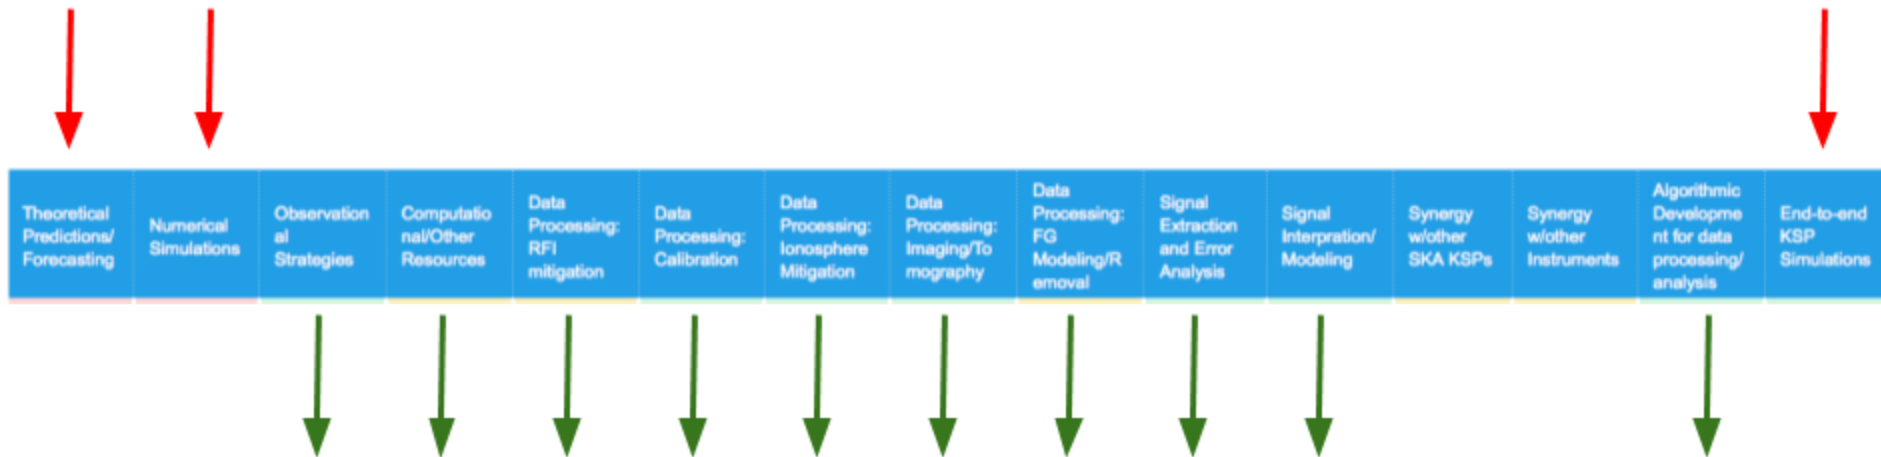 Theoretical
Predictions/
Forecasting
Numerical
Simulations
Observation
al
Strategies
Computatio
nal/Other
Resources
Data
Processing:
RFI
mitigation
Data
Processing:
Calibration
Data
Processing:
Ionosphere
Mitigation
Data
Processing:
Imaging/To
mography
Data
Processing:
FG
Modeling/R
emoval
Signal
Extraction
and Error
Analysis
Signal
Interpration/
Modeling
Synergy
w/other
SKA KSPs
Synergy
w/other
Instruments
Algorithmic
Developme
nt for data
processing/
analysis
End-to-end
KSP
Simulations